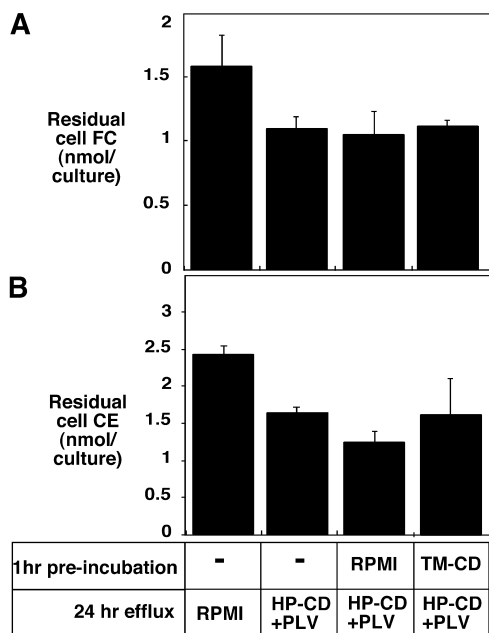 A
2
1.5
1
0.5
0
Residual
cell FC
(nmol/
culture)
B
3
2.5
2
1.5
1
0.5
0
Residual
cell CE
(nmol/
culture)
1hr pre-incubation - - RPMI TM-CD
24 hr efflux RPMI HP-CD +PLV HP-CD +PLV HP-CD +PLV